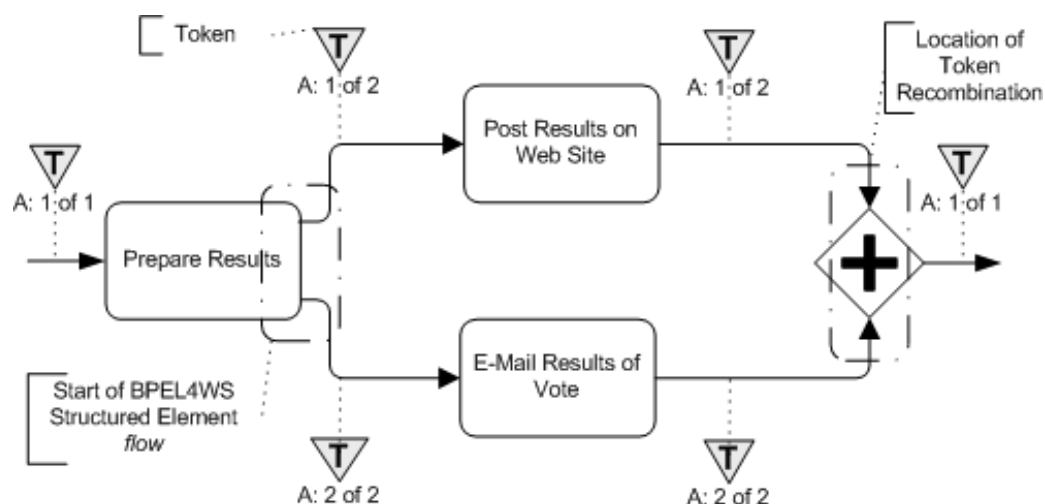 Token
T
A: 1 of 2
T
A: 1 of 2
Location of
Token
Recombination
T
A: 1 of 1
Post Results on
Web Site
T
A: 1 of 1
Prepare Results
E-Mail Results of
Vote
Start of BPEL4WS
Structured Element
flow
T
A: 2 of 2
T
A: 2 of 2